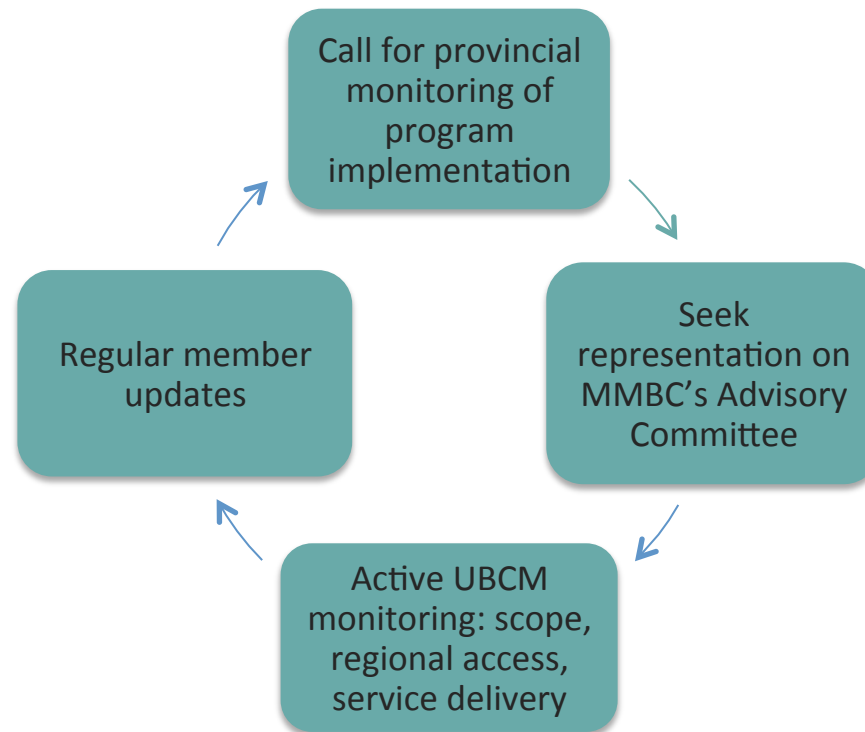 Call for provincial
monitoring of
program
implementation
Seek
representation on
MMBC’s Advisory
Committee
Active UBCM
monitoring: scope,
regional access,
service delivery
Regular member
updates